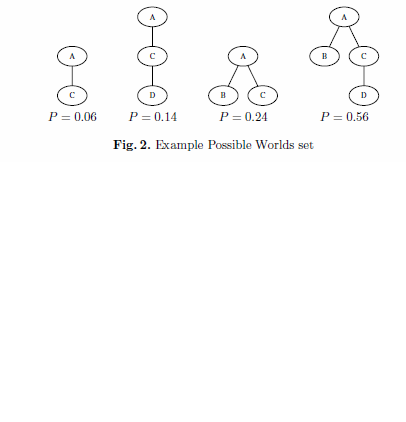 A
A C A A
C D B C B C D
P = 0.06 P = 0.14 P = 0.24 P = 0.56
Fig. 2. Example Possible Worlds set